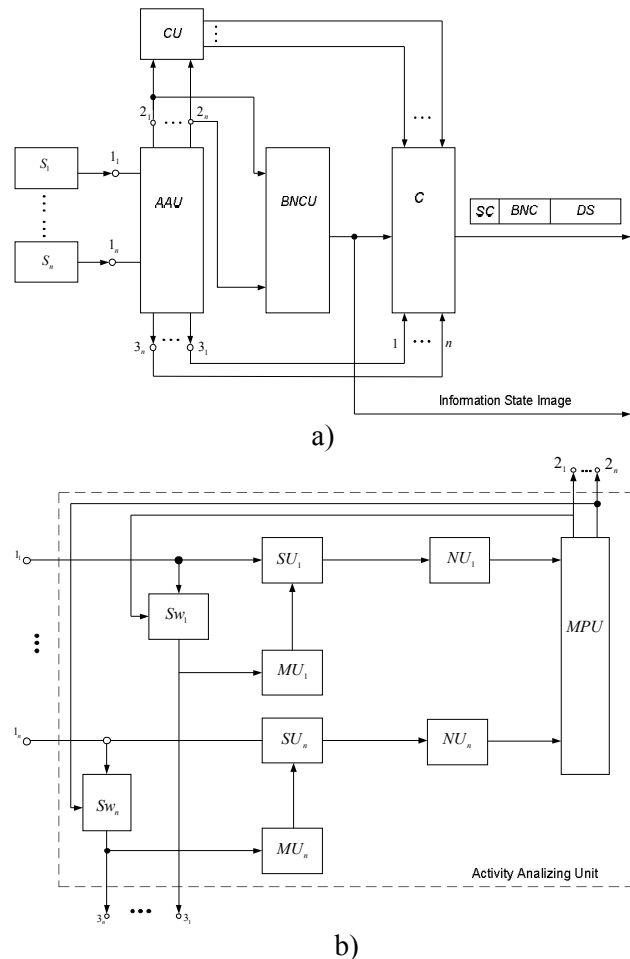 CU
2₁ ... 2ₙ
S₁
1₁
AAU
BNCU
C
SC BNC DS
Sₙ
1ₙ
3ₙ ... 3₁
1 ... n
Information State Image
a)
2₁ ... 2ₙ
1₁
SU₁
NU₁
Sw₁
MPU
MU₁
1ₙ
SUₙ
NUₙ
Swₙ
MUₙ
Activity Analizing Unit
3ₙ ... 3₁
b)